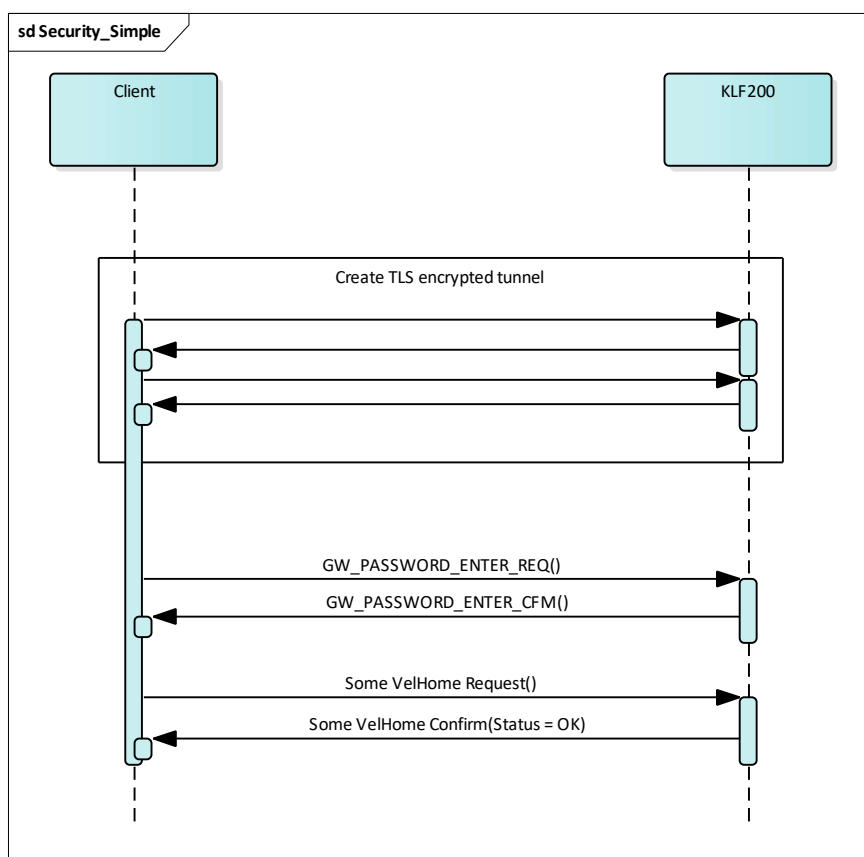 sd Security_Simple
Client
KLF200
Create TLS encrypted tunnel
GW_PASSWORD_ENTER_REQ()
GW_PASSWORD_ENTER_CFM()
Some VelHome Request()
Some VelHome Confirm(Status = OK)